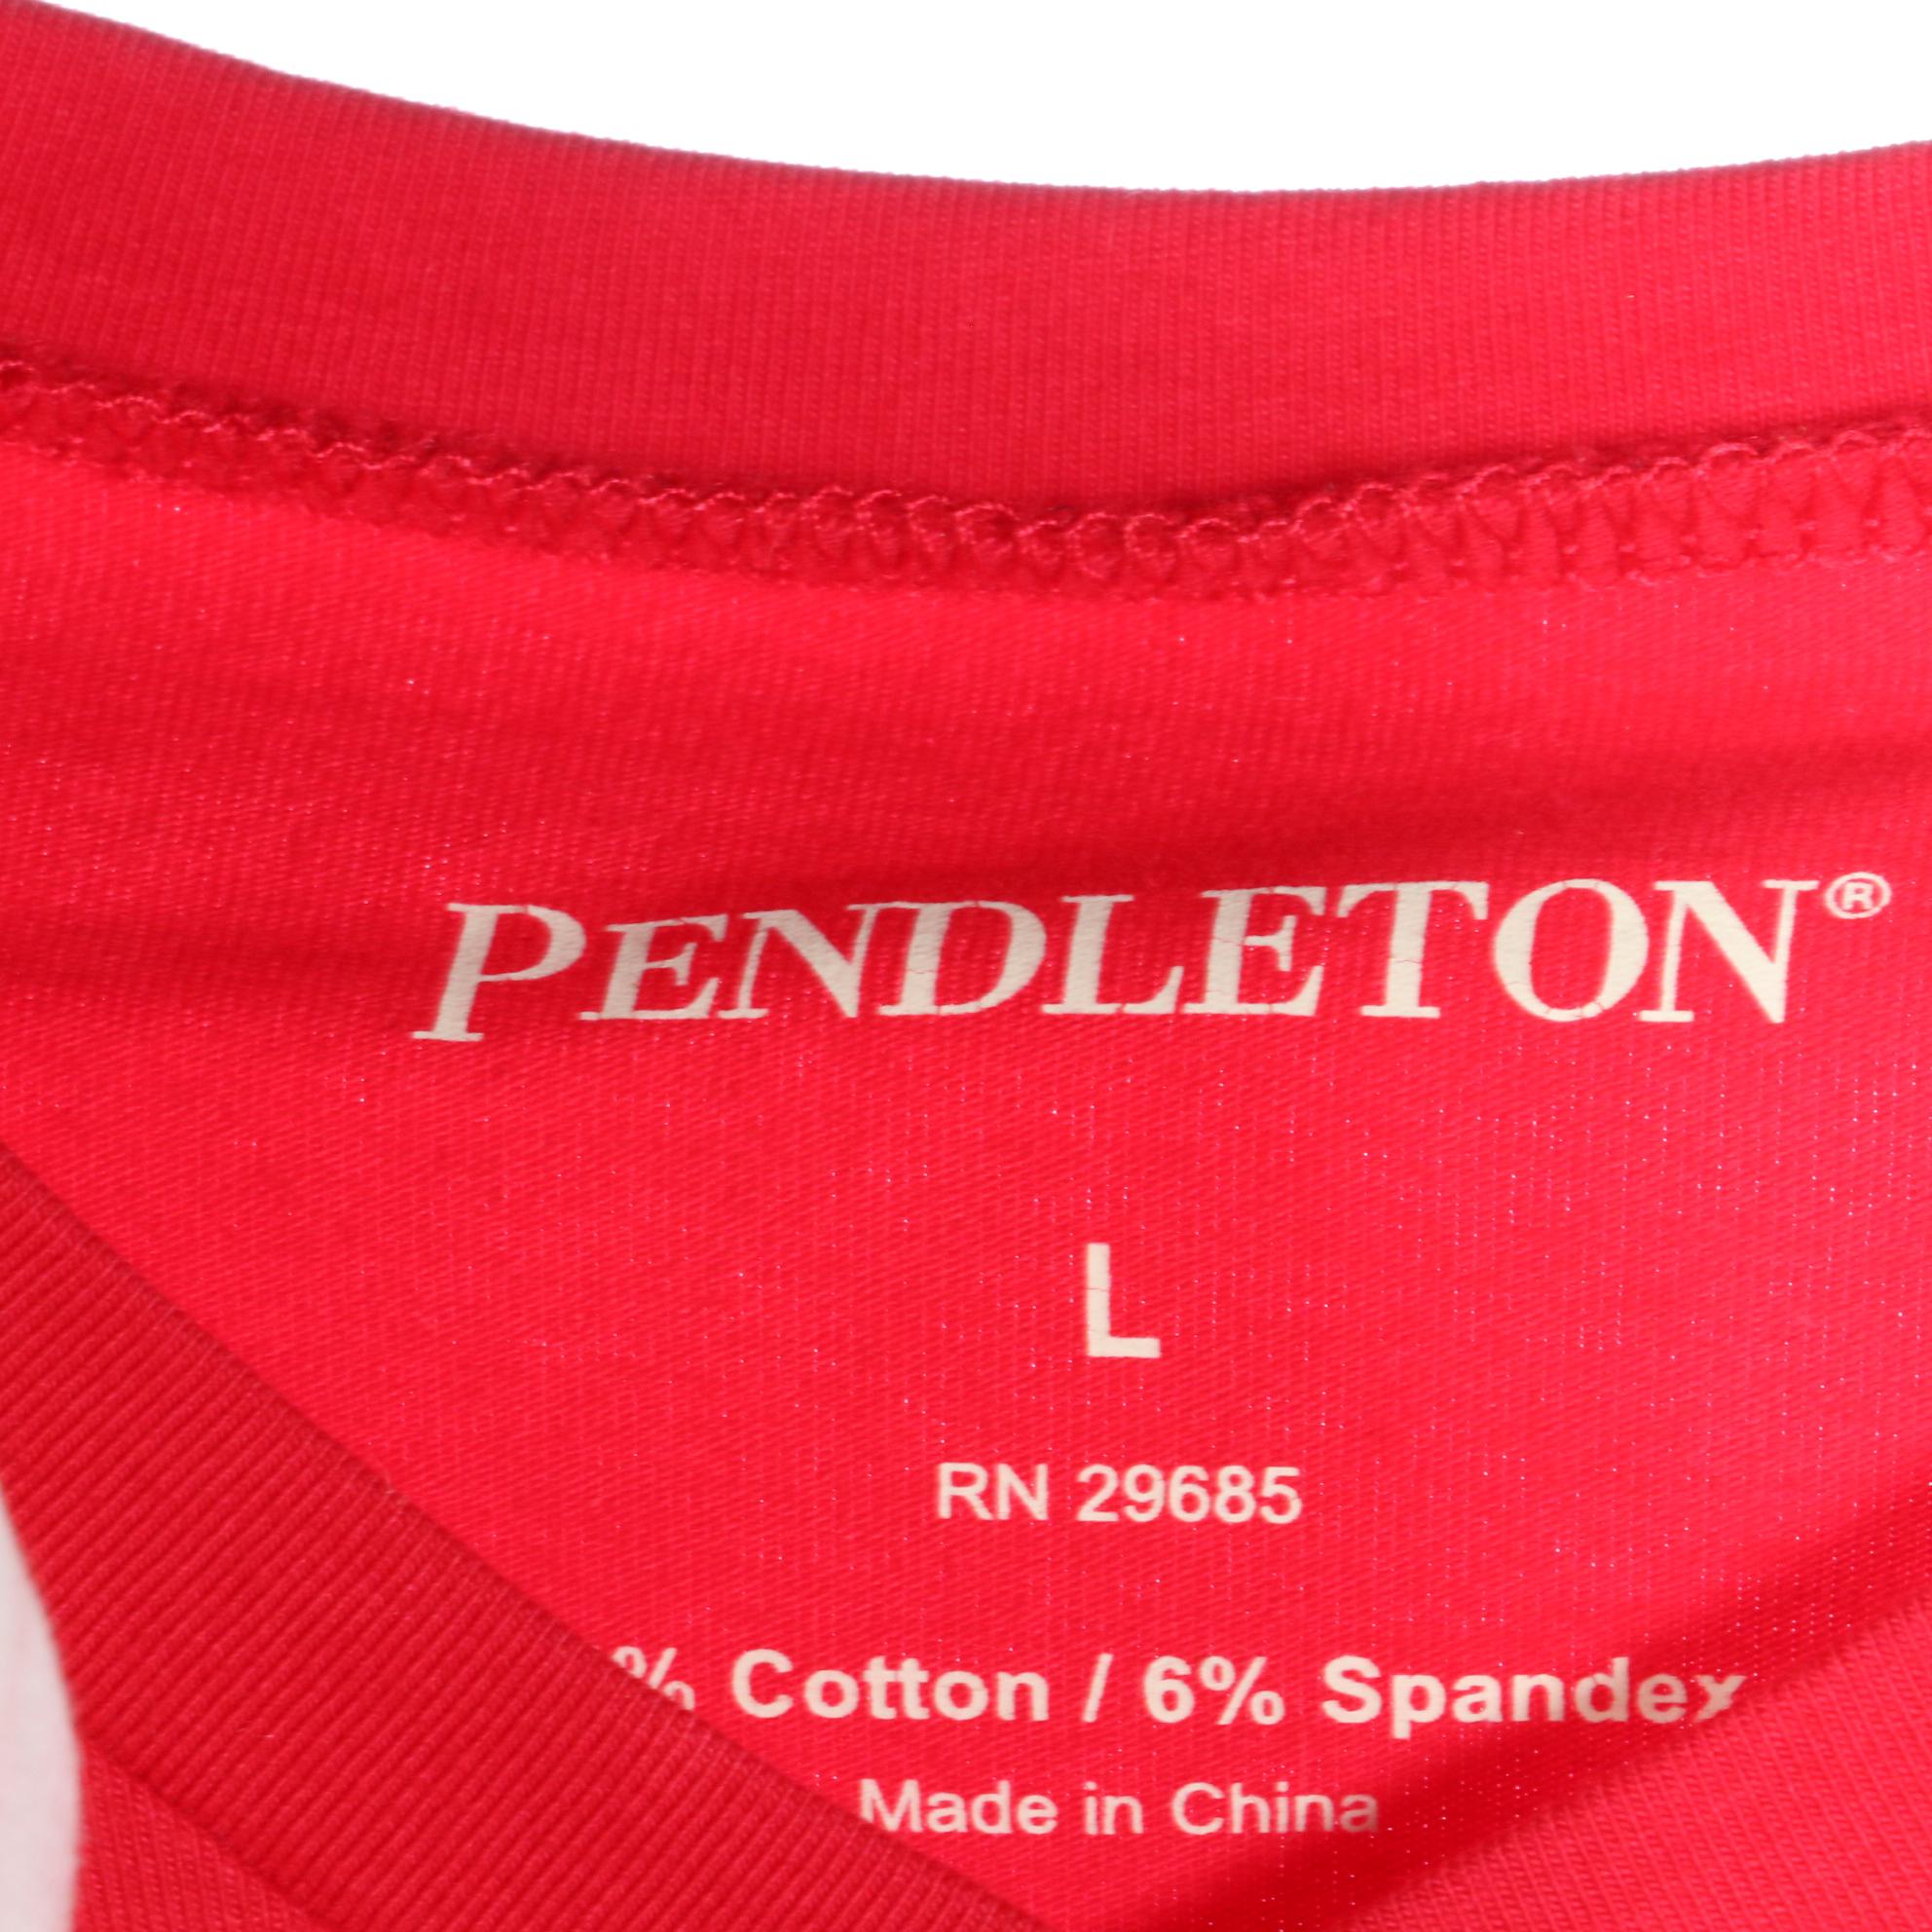 PENDLETON®
L
RN 29685
% Cotton / 6% Spandex
Made in China